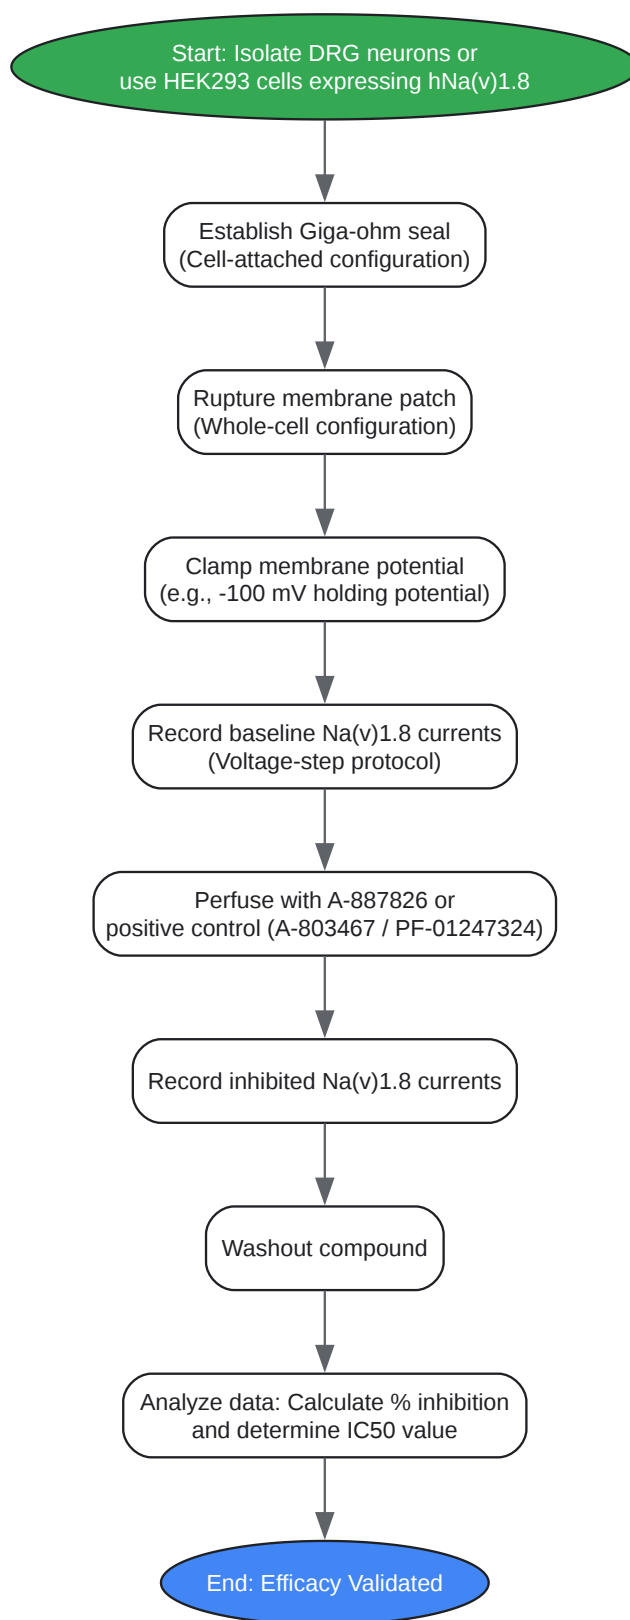 Start: Isolate DRG neurons or
use HEK293 cells expressing hNa(v)1.8
Establish Giga-ohm seal
(Cell-attached configuration)
Rupture membrane patch
(Whole-cell configuration)
Clamp membrane potential
(e.g., -100 mV holding potential)
Record baseline Na(v)1.8 currents
(Voltage-step protocol)
Perfuse with A-887826 or
positive control (A-803467 / PF-01247324)
Record inhibited Na(v)1.8 currents
Washout compound
Analyze data: Calculate % inhibition
and determine IC50 value
End: Efficacy Validated